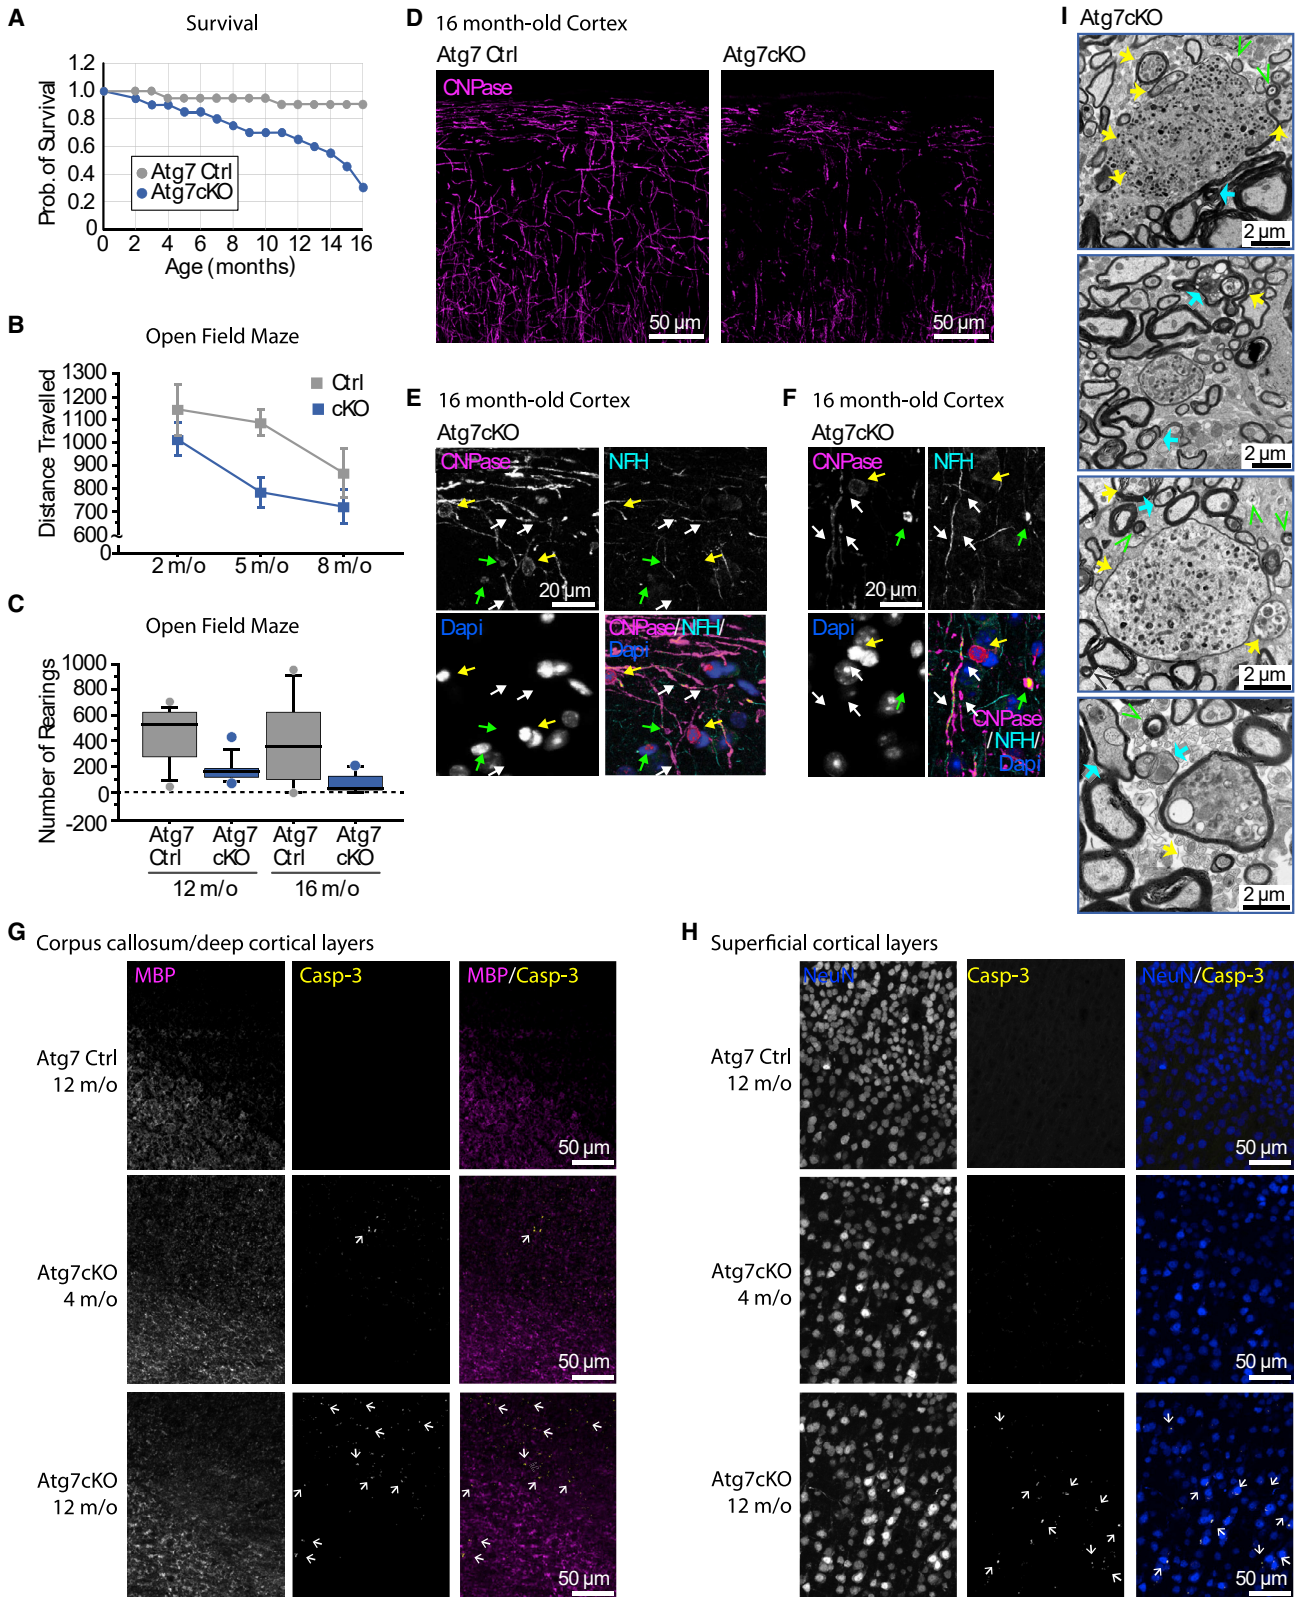 A
Survival
1.2
1.0
0.8
0.6
0.4
0.2
0
Prob. of Survival
Atg7 Ctrl
Atg7cKO
0 2 4 6 8 10 12 14 16
Age (months)
B
Open Field Maze
1300
1200
1100
1000
900
800
700
600
0
Distance Travelled
Ctrl
cKO
2 m/o 5 m/o 8 m/o
C
Open Field Maze
1000
800
600
400
200
0
-200
Number of Rearings
Atg7 Ctrl
Atg7 cKO
Atg7 Ctrl
Atg7 cKO
12 m/o
16 m/o
D
16 month-old Cortex
Atg7 Ctrl
Atg7cKO
CNPase
50 µm
50 µm
E
16 month-old Cortex
Atg7cKO
CNPase
NFH
20 µm
Dapi
CNPase/NFH/
Dapi
F
16 month-old Cortex
Atg7cKO
CNPase
NFH
20 µm
Dapi
CNPase
/NFH/
Dapi
I
Atg7cKO
2 µm
2 µm
2 µm
2 µm
G
Corpus callosum/deep cortical layers
MBP
Casp-3
MBP/Casp-3
Atg7 Ctrl
12 m/o
50 µm
Atg7cKO
4 m/o
50 µm
Atg7cKO
12 m/o
50 µm
H
Superficial cortical layers
NeuN
Casp-3
NeuN/Casp-3
Atg7 Ctrl
12 m/o
50 µm
Atg7cKO
4 m/o
50 µm
Atg7cKO
12 m/o
50 µm